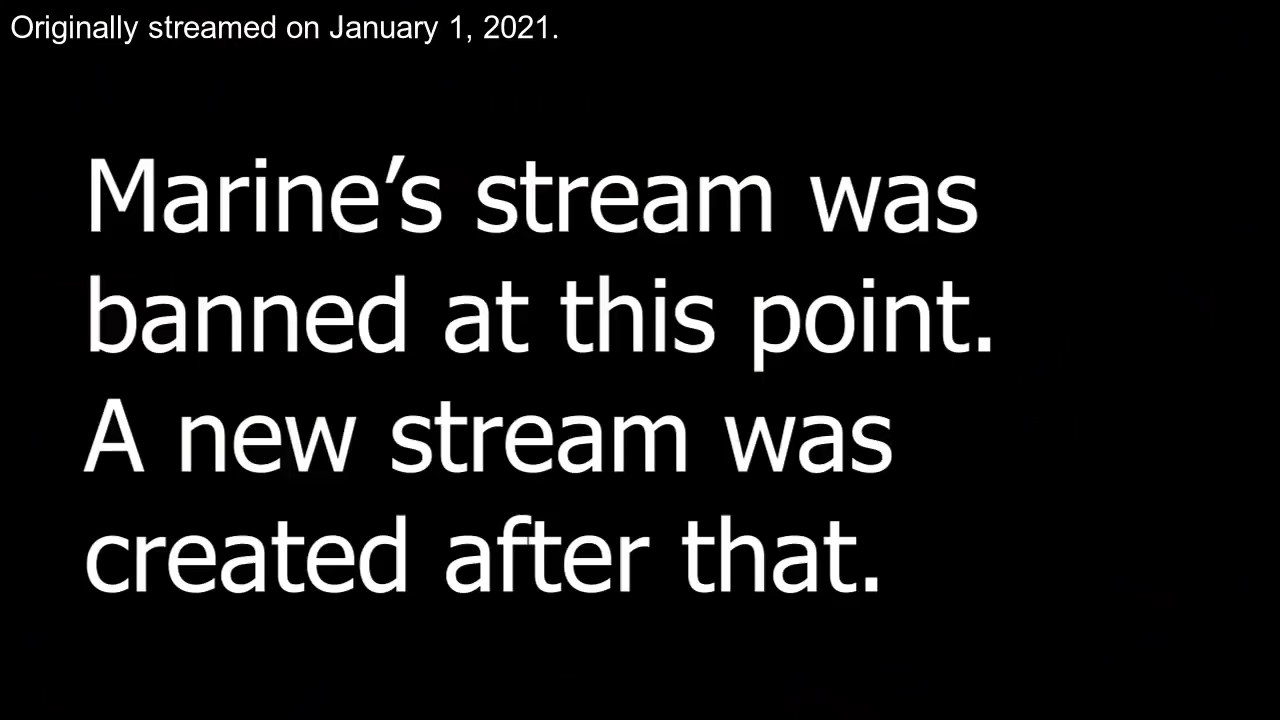 Originally streamed on January 1, 2021.
Marine’s stream was
banned at this point.
A new stream was
created after that.